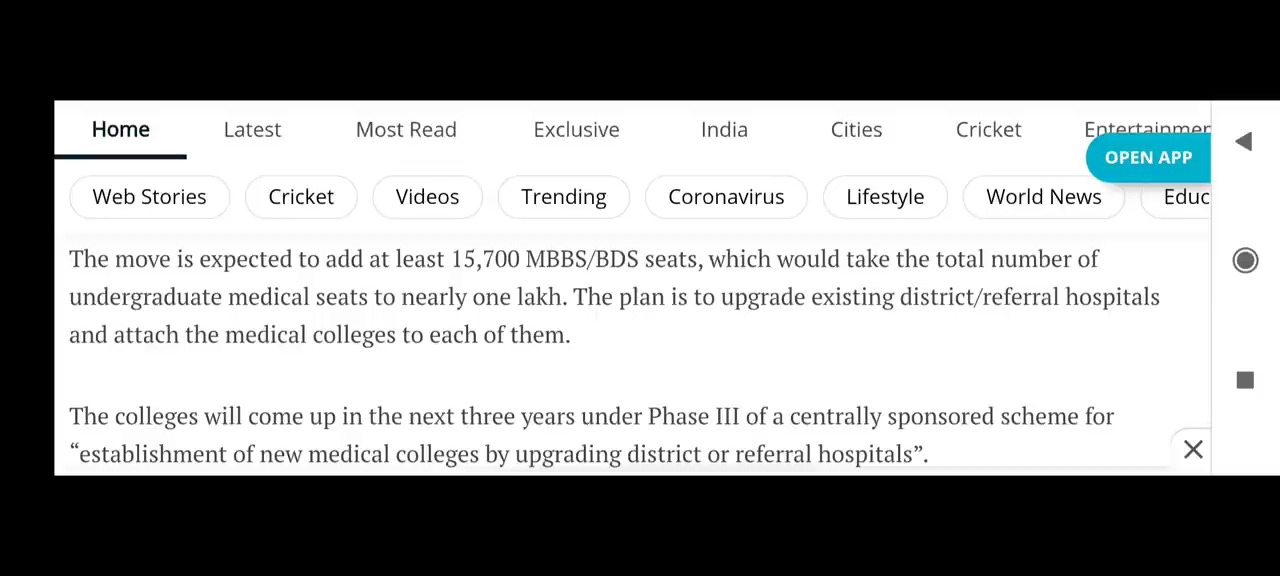 Home Latest Most Read Exclusive India Cities Cricket
OPEN APP
Web Stories Cricket Videos Trending Coronavirus Lifestyle World News Educ
The move is expected to add at least 15,700 MBBS/BDS seats, which would take the total number of
undergraduate medical seats to nearly one lakh. The plan is to upgrade existing district/referral hospitals
and attach the medical colleges to each of them.
The colleges will come up in the next three years under Phase III of a centrally sponsored scheme for
“establishment of new medical colleges by upgrading district or referral hospitals”.